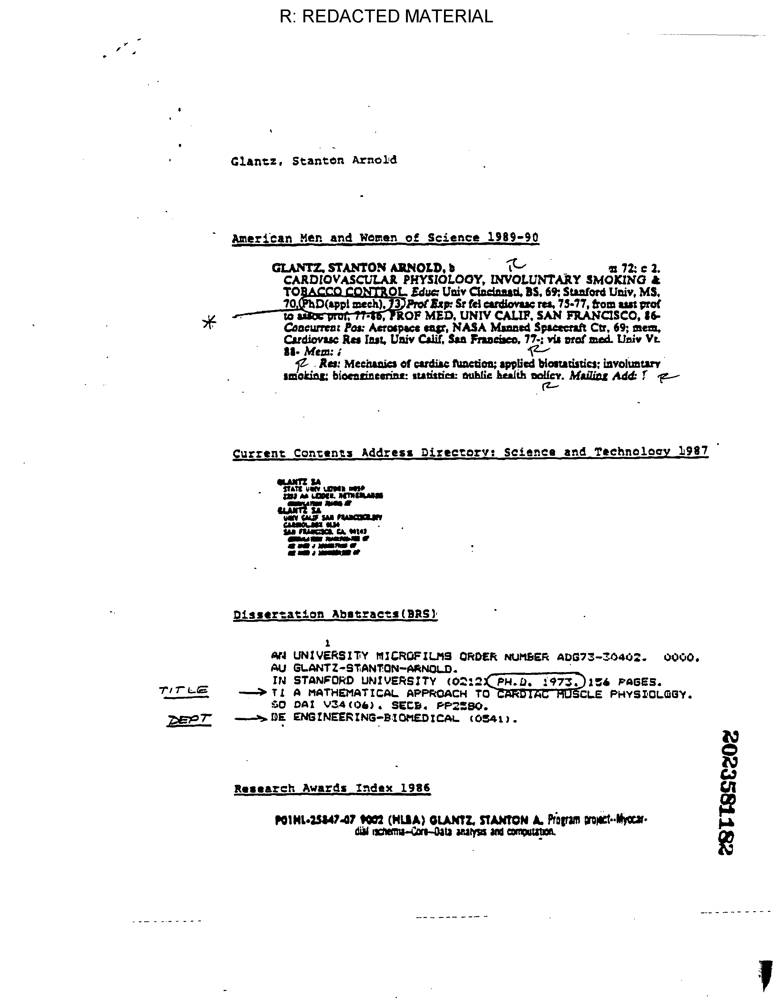 R: REDACTED MATERIAL
Glantz, Stanton Arnold
American Men and Women of Science 1989-90
GLANTZ, STANTON ARNOLD, b R m 72; c 2.
CARDIOVASCULAR PHYSIOLOGY, INVOLUNTARY SMOKING &
TOBACCO CONTROL. Educ: Univ Cincinnati, BS, 69; Stanford Univ, MS,
70, PhD(appl mech), 73. Prof Exp: Sr fel cardiovasc res, 75-77, from asst prof
* to assoc prof, 77-86, PROF MED, UNIV CALIF, SAN FRANCISCO, 86-
Concurrent Pos: Aerospace engr, NASA Manned Spacecraft Ctr, 69; mem,
Cardiovasc Res Inst, Univ Calif, San Francisco, 77-; vis prof med. Univ Vt.
88- Mem: R
R Res: Mechanics of cardiac function; applied biostatistics; involuntary
smoking; bioengineering; statistics; public health policy. Mailing Add: R
R
Current Contents Address Directory: Science and Technology 1987
GLANTZ SA
STATE UNIV LEIDEN HOSP
2333 AA LEIDEN, NETHERLANDS
GLANTZ SA
UNIV CALIF SAN FRANCISCO
SAN FRANCISCO, CA, 94143
Dissertation Abstracts(BRS)
1
AN UNIVERSITY MICROFILMS ORDER NUMBER ADG73-30402. 0000.
AU GLANTZ-STANTON-ARNOLD.
IN STANFORD UNIVERSITY (0212) PH.D. 1973. 156 PAGES.
TITLE TI A MATHEMATICAL APPROACH TO CARDIAC MUSCLE PHYSIOLOGY.
SO DAI V34(06). SECB. PP2580.
DEPT DE ENGINEERING-BIOMEDICAL (0541).
Research Awards Index 1986
P01HL-25847-07 9002 (HLBA) GLANTZ, STANTON A. Program project--Myocar-
dial ischemia--Core--Data analysis and computation.
2023581182